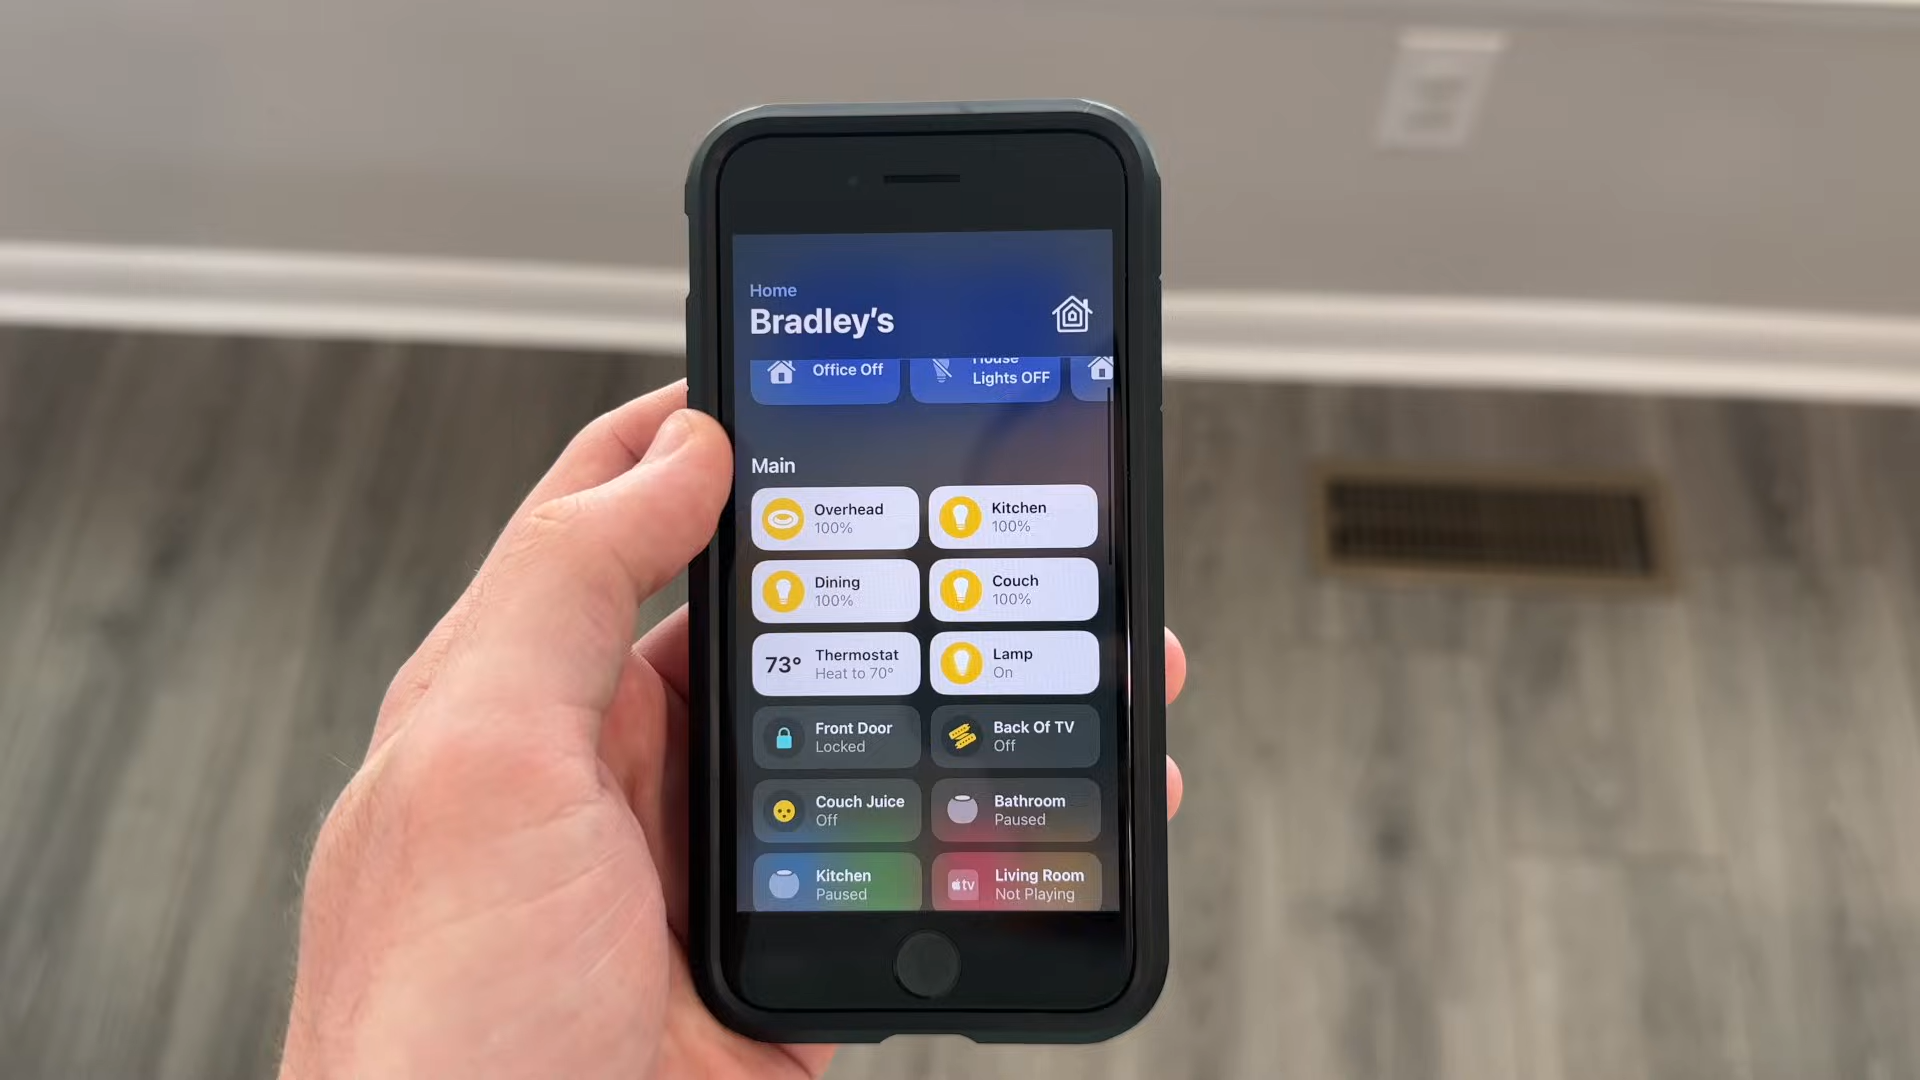 Home
Bradley's
Office Off
House
Lights OFF
Main
Overhead
100%
Kitchen
100%
Dining
100%
Couch
100%
73°
Thermostat
Heat to 70°
Lamp
On
Front Door
Locked
Back Of TV
Off
Couch Juice
Off
Bathroom
Paused
Kitchen
Paused
tv
Living Room
Not Playing